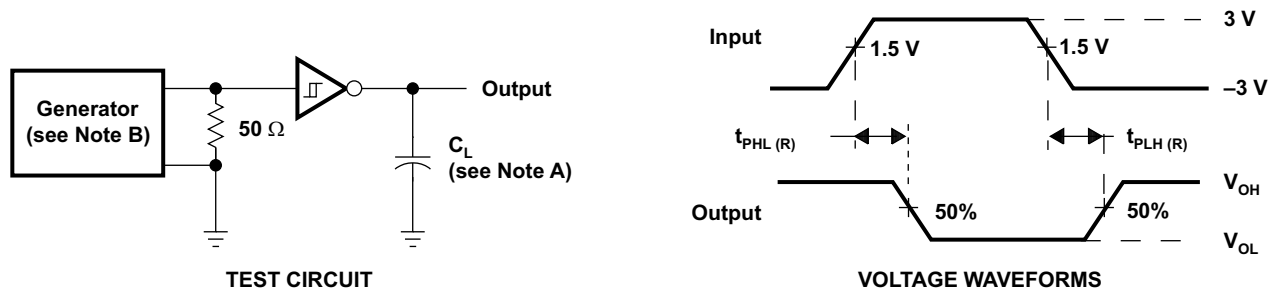 Generator
(see Note B)
50 Ω
Output
C_L
(see Note A)
TEST CIRCUIT
Input
1.5 V
1.5 V
3 V
–3 V
t_PHL (R)
t_PLH (R)
Output
50%
50%
V_OH
V_OL
VOLTAGE WAVEFORMS